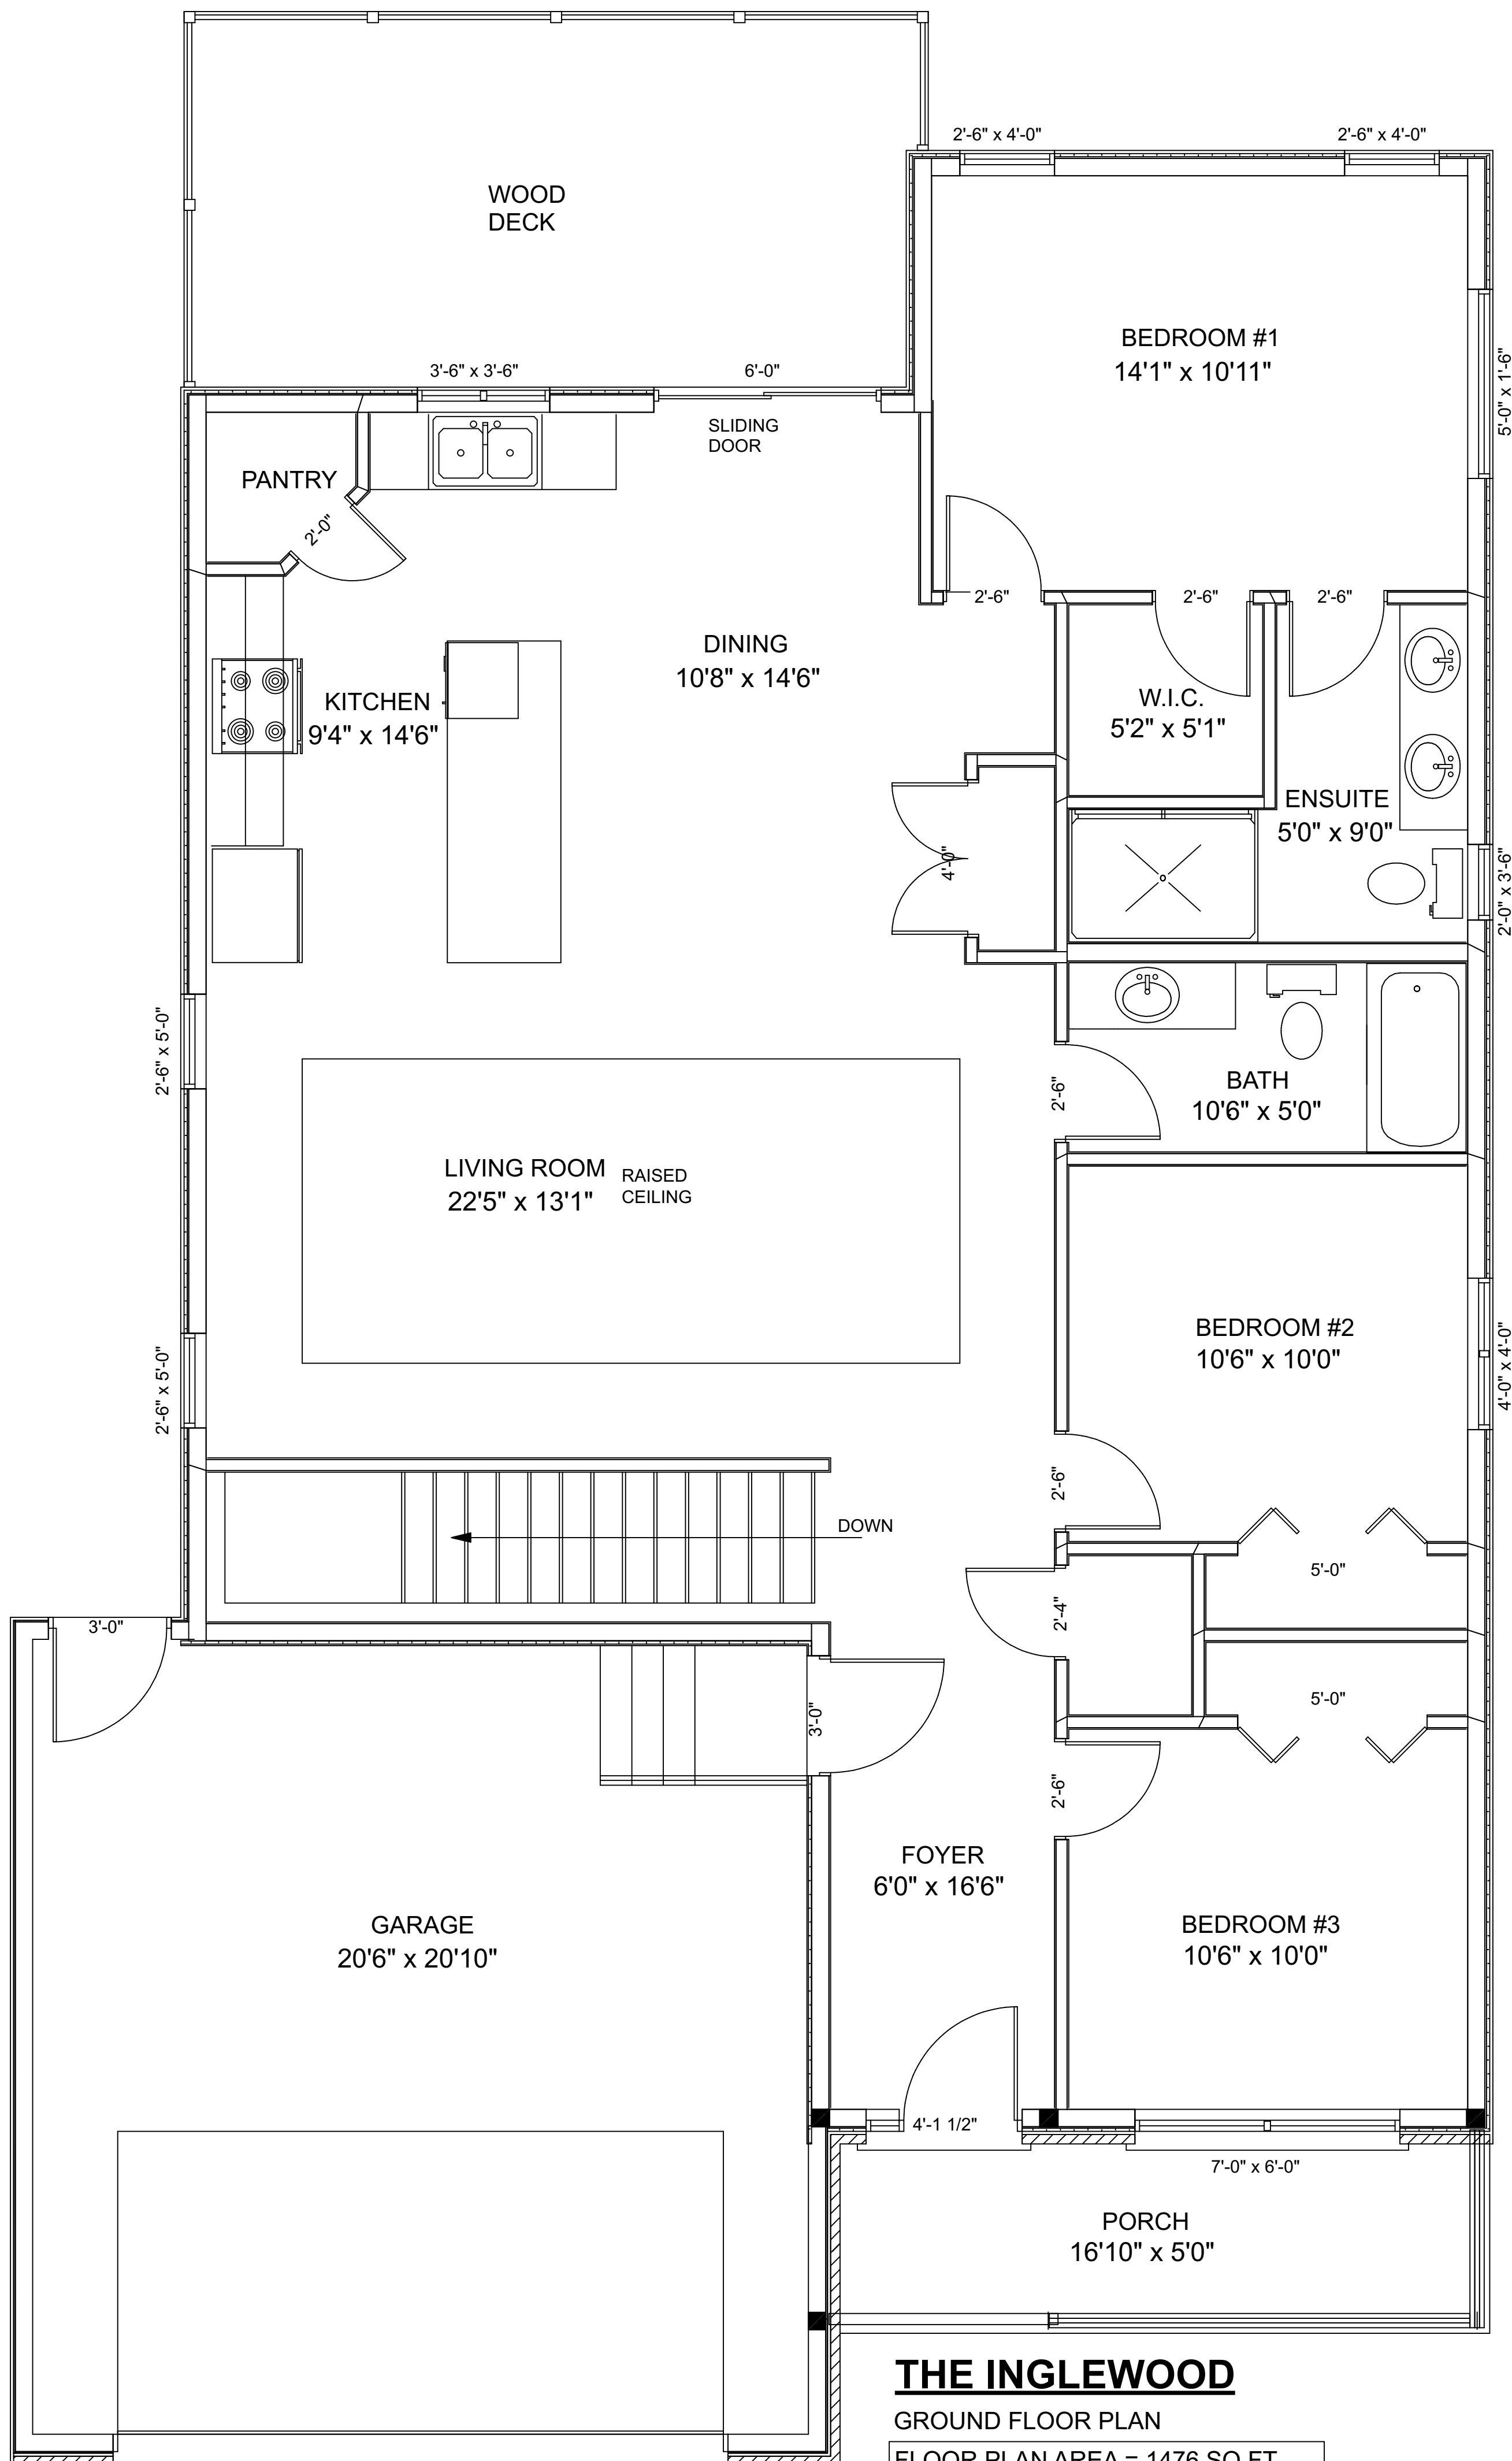 2'-6" x 4'-0"
2'-6" x 4'-0"
WOOD
DECK
BEDROOM #1
14'1" x 10'11"
5'-0" x 1'-6"
3'-6" x 3'-6"
6'-0"
SLIDING
DOOR
PANTRY
2'-0"
2'-6"
2'-6"
2'-6"
DINING
10'8" x 14'6"
KITCHEN
9'4" x 14'6"
W.I.C.
5'2" x 5'1"
ENSUITE
5'0" x 9'0"
4'-0"
2'-0" x 3'-6"
2'-6" x 5'-0"
2'-6"
BATH
10'6" x 5'0"
LIVING ROOM
22'5" x 13'1"
RAISED
CEILING
BEDROOM #2
10'6" x 10'0"
4'-0" x 4'-0"
2'-6" x 5'-0"
2'-6"
DOWN
5'-0"
2'-4"
3'-0"
5'-0"
3'-0"
2'-6"
FOYER
6'0" x 16'6"
GARAGE
20'6" x 20'10"
BEDROOM #3
10'6" x 10'0"
4'-1 1/2"
7'-0" x 6'-0"
PORCH
16'10" x 5'0"
THE INGLEWOOD
GROUND FLOOR PLAN
FLOOR PLAN AREA = 1476 SQ.FT.